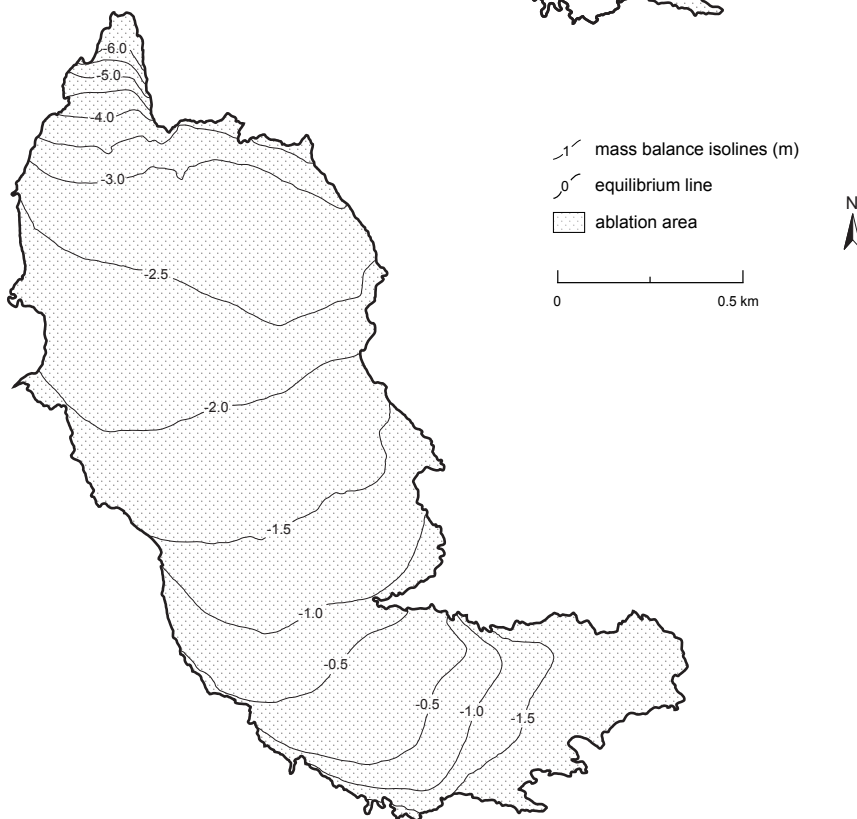 -6.0
-5.0
-4.0
-3.0
-2.5
-2.0
-1.5
-1.0
-0.5
-0.5
-1.0
-1.5
1 mass balance isolines (m)
0 equilibrium line
ablation area
N
0 0.5 km